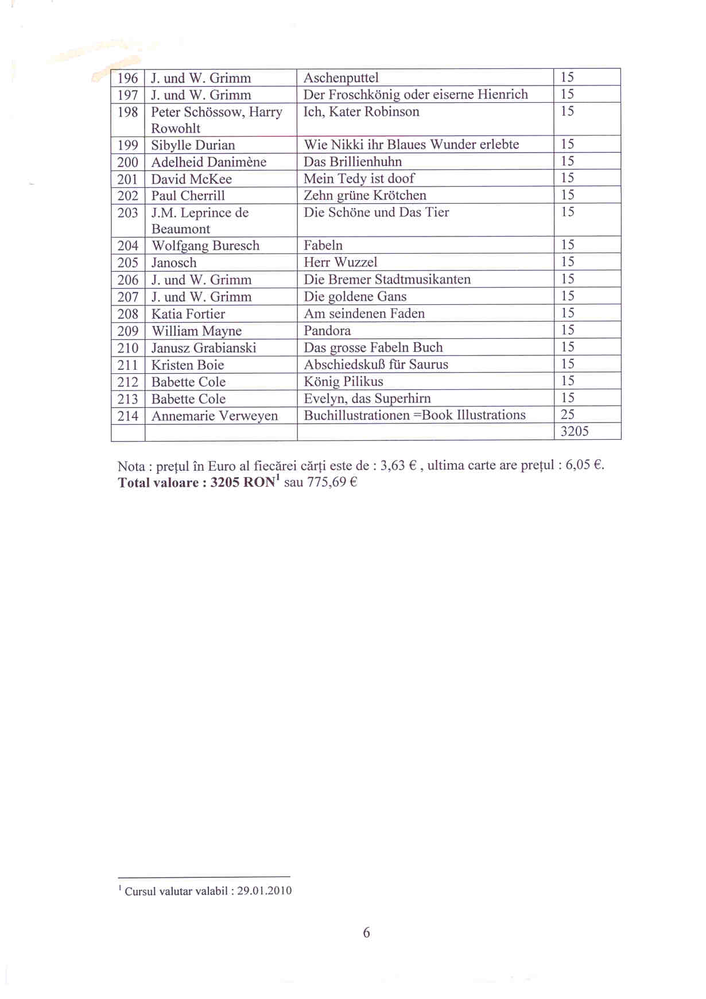 196 J. und W. Grimm Aschenputtel 15
197 J. und W. Grimm Der Froschkönig oder eiserne Hienrich 15
198 Peter Schössow, Harry Ich, Kater Robinson 15
Rowohlt
199 Sibylle Durian Wie Nikki ihr Blaues Wunder erlebte 15
200 Adelheid Danimène Das Brillienhuhn 15
201 David McKee Mein Tedy ist doof 15
202 Paul Cherrill Zehn grüne Krötchen 15
203 J.M. Leprince de Die Schöne und Das Tier 15
Beaumont
204 Wolfgang Buresch Fabeln 15
205 Janosch Herr Wuzzel 15
206 J. und W. Grimm Die Bremer Stadtmusikanten 15
207 J. und W. Grimm Die goldene Gans 15
208 Katia Fortier Am seindenen Faden 15
209 William Mayne Pandora 15
210 Janusz Grabianski Das grosse Fabeln Buch 15
211 Kristen Boie Abschiedskuß für Saurus 15
212 Babette Cole König Pilikus 15
213 Babette Cole Evelyn, das Superhirn 15
214 Annemarie Verweyen Buchillustrationen =Book Illustrations 25
3205
Nota : prețul în Euro al fiecărei cărți este de : 3,63 € , ultima carte are prețul : 6,05 €.
Total valoare : 3205 RON¹ sau 775,69 €
¹ Cursul valutar valabil : 29.01.2010
6